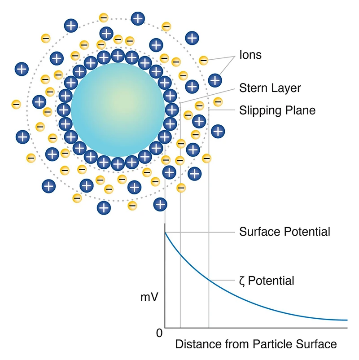 Ions
Stern Layer
Slipping Plane
Surface Potential
ζ Potential
mV
0
Distance from Particle Surface